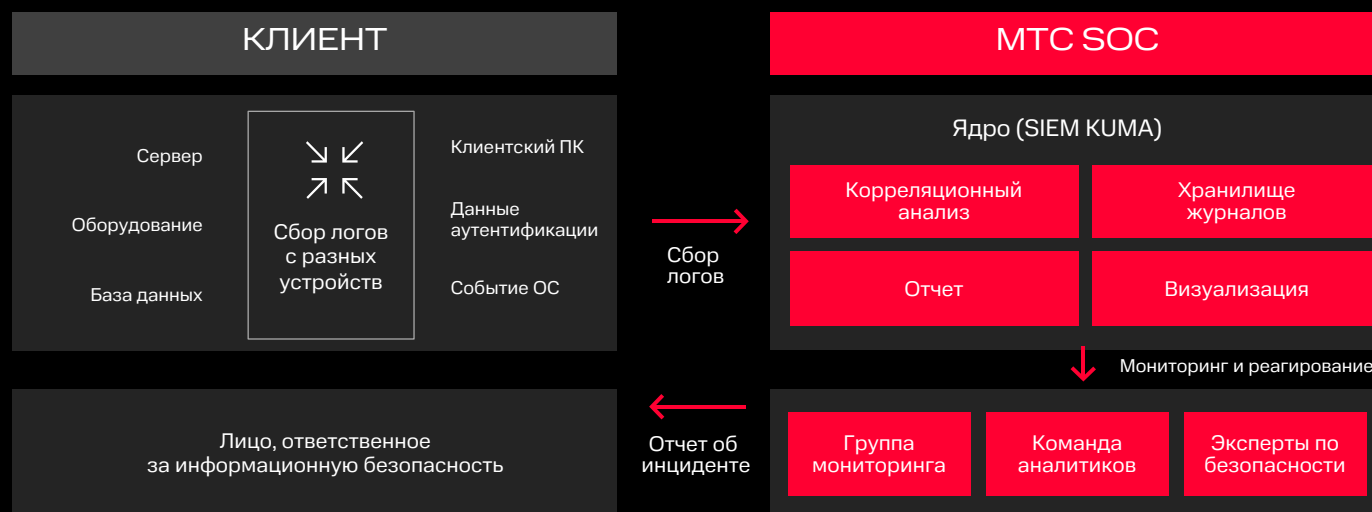 КЛИЕНТ
МТС SOC
Сервер
Оборудование
База данных
Сбор логов
с разных
устройств
Клиентский ПК
Данные
аутентификации
Событие ОС
Сбор
логов
Ядро (SIEM KUMA)
Корреляционный
анализ
Хранилище
журналов
Отчет
Визуализация
Мониторинг и реагирование
Лицо, ответственное
за информационную безопасность
Отчет об
инциденте
Группа
мониторинга
Команда
аналитиков
Эксперты по
безопасности